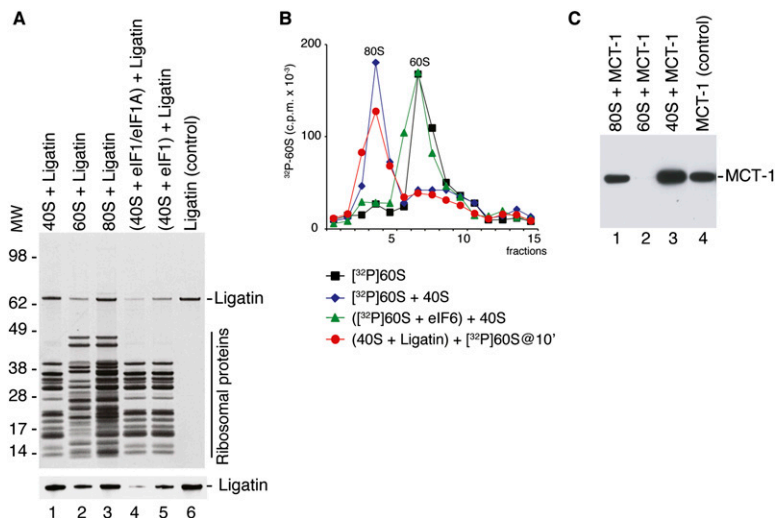 A
MW
40S + Ligatin
60S + Ligatin
80S + Ligatin
(40S + eIF1/eIF1A) + Ligatin
(40S + eIF1) + Ligatin
Ligatin (control)
98 -
62 -
49 -
38 -
28 -
17 -
14 -
-Ligatin
Ribosomal proteins
-Ligatin
1 2 3 4 5 6
B
80S 60S
³²P-60S (c.p.m. x 10⁻³)
200
100
0
5 10 15
fractions
[³²P]60S
[³²P]60S + 40S
([³²P]60S + eIF6) + 40S
(40S + Ligatin) + [³²P]60S@10’
C
80S + MCT-1
60S + MCT-1
40S + MCT-1
MCT-1 (control)
-MCT-1
1 2 3 4